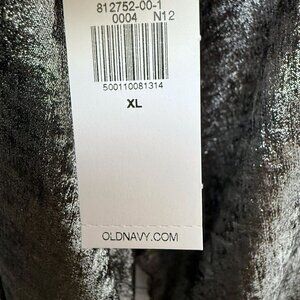 812752-00-1
0004 N12
500110081314
XL
OLDNAVY.COM